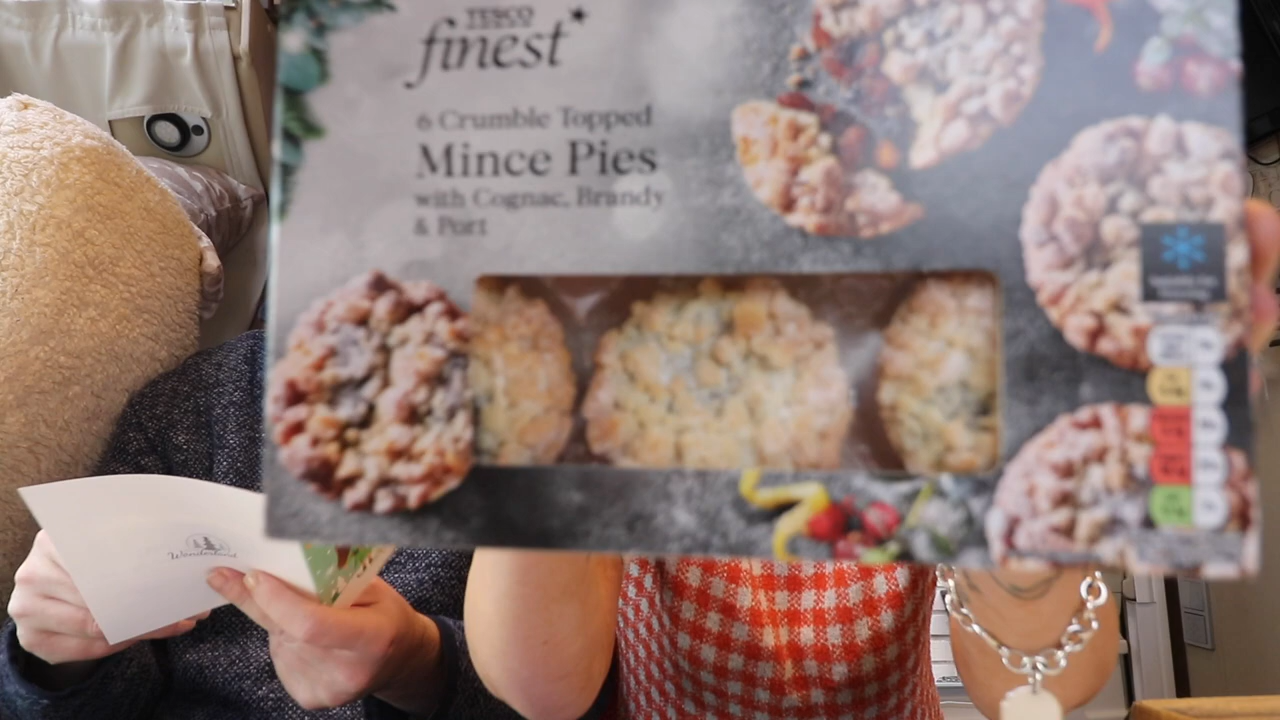 TESCO
finest*
6 Crumble Topped
Mince Pies
with Cognac, Brandy
& Port
Wonderland